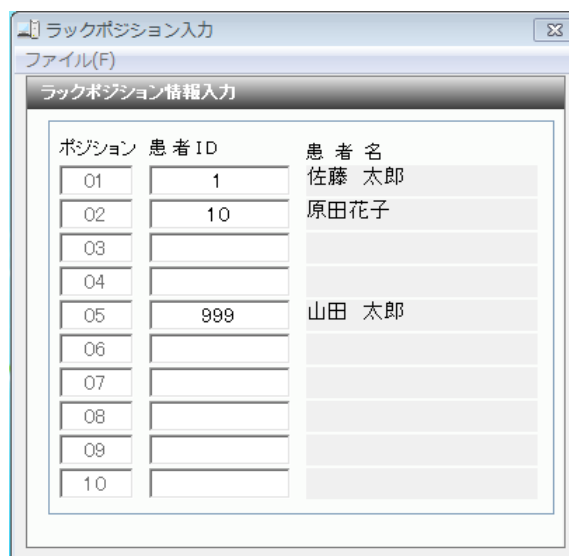 ラックポジション入力
ファイル(F)
ラックポジション情報入力
ポジション 患者ID 患者名
01 1 佐藤 太郎
02 10 原田花子
03
04
05 999 山田 太郎
06
07
08
09
10